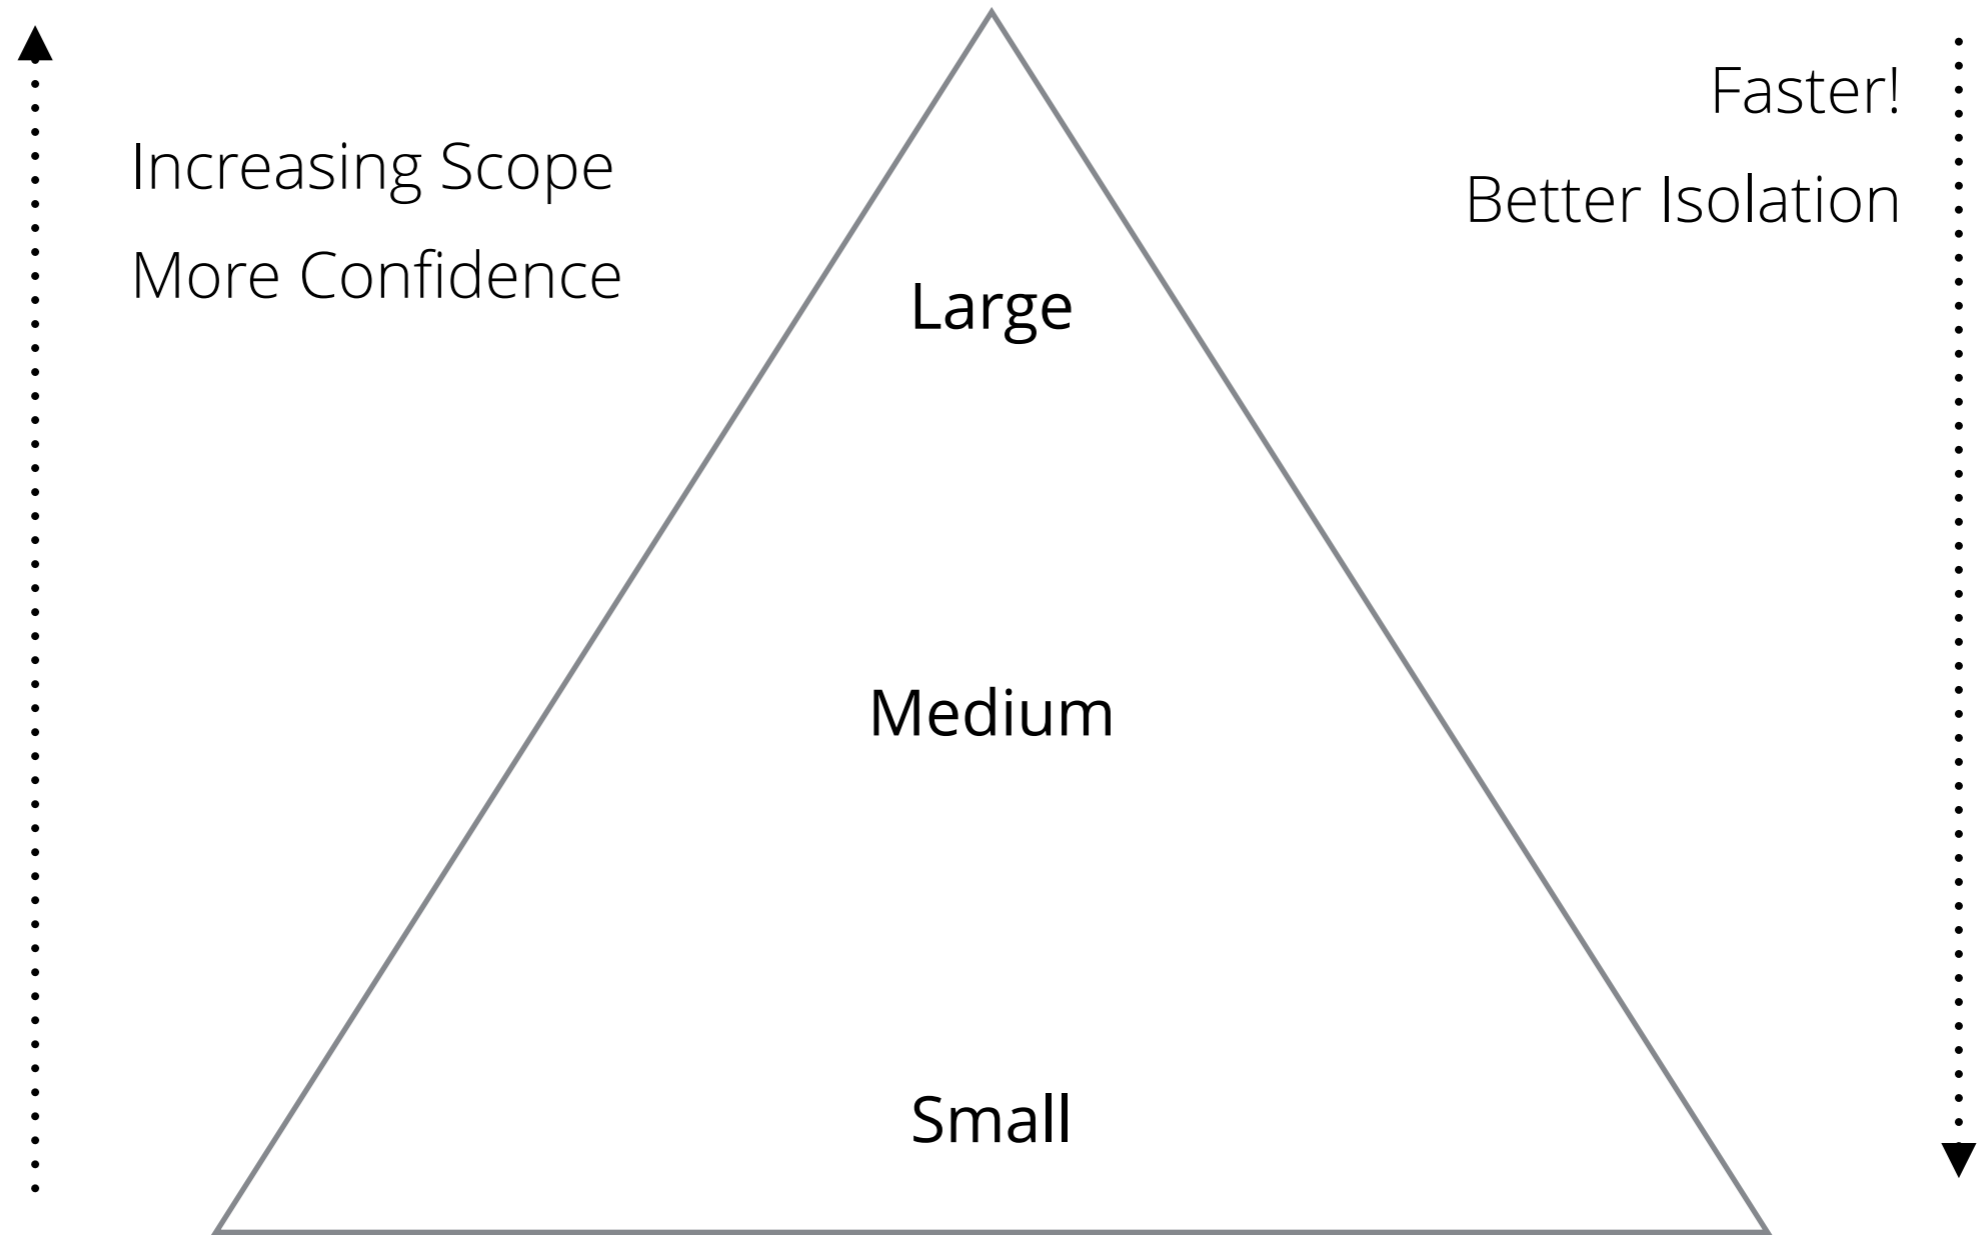 Faster!
Increasing Scope
Better Isolation
More Confidence
Large
Medium
Small